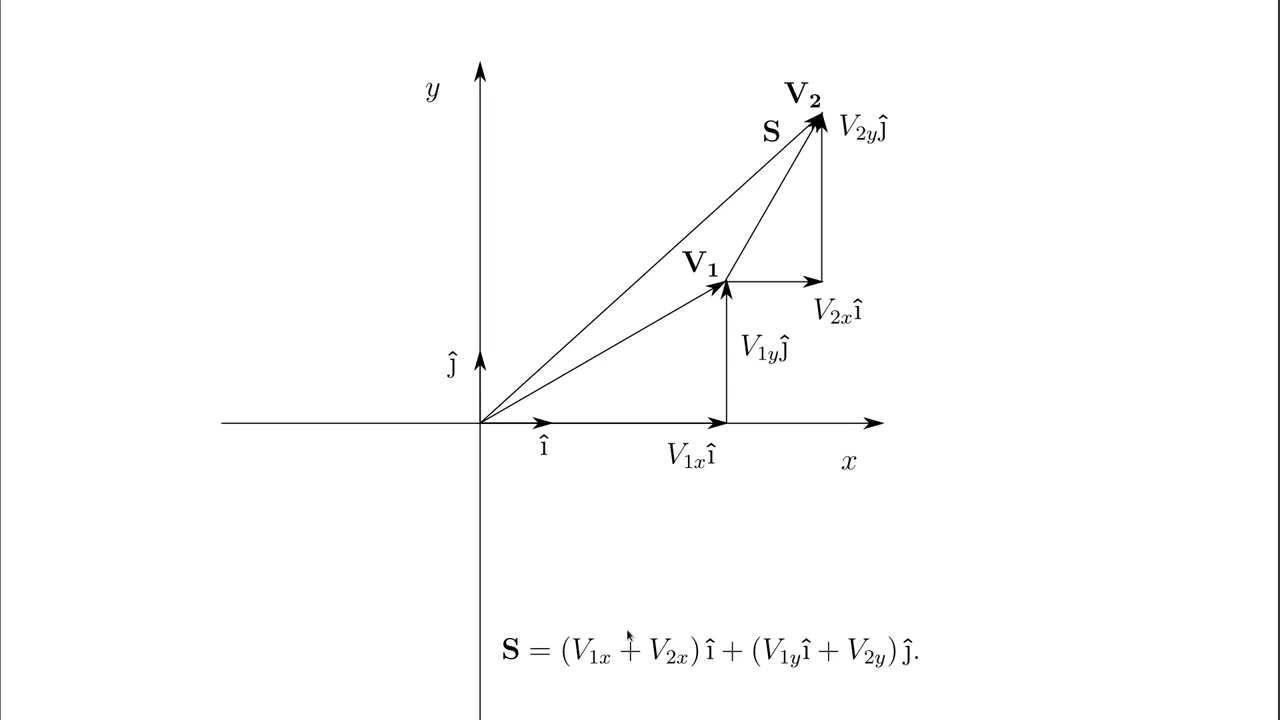 y
V₂
S
V₂yĵ
V₁
V₂xî
V₁yĵ
ĵ
î
V₁xî
x
S = (V₁x + V₂x) î + (V₁yî + V₂y) ĵ.